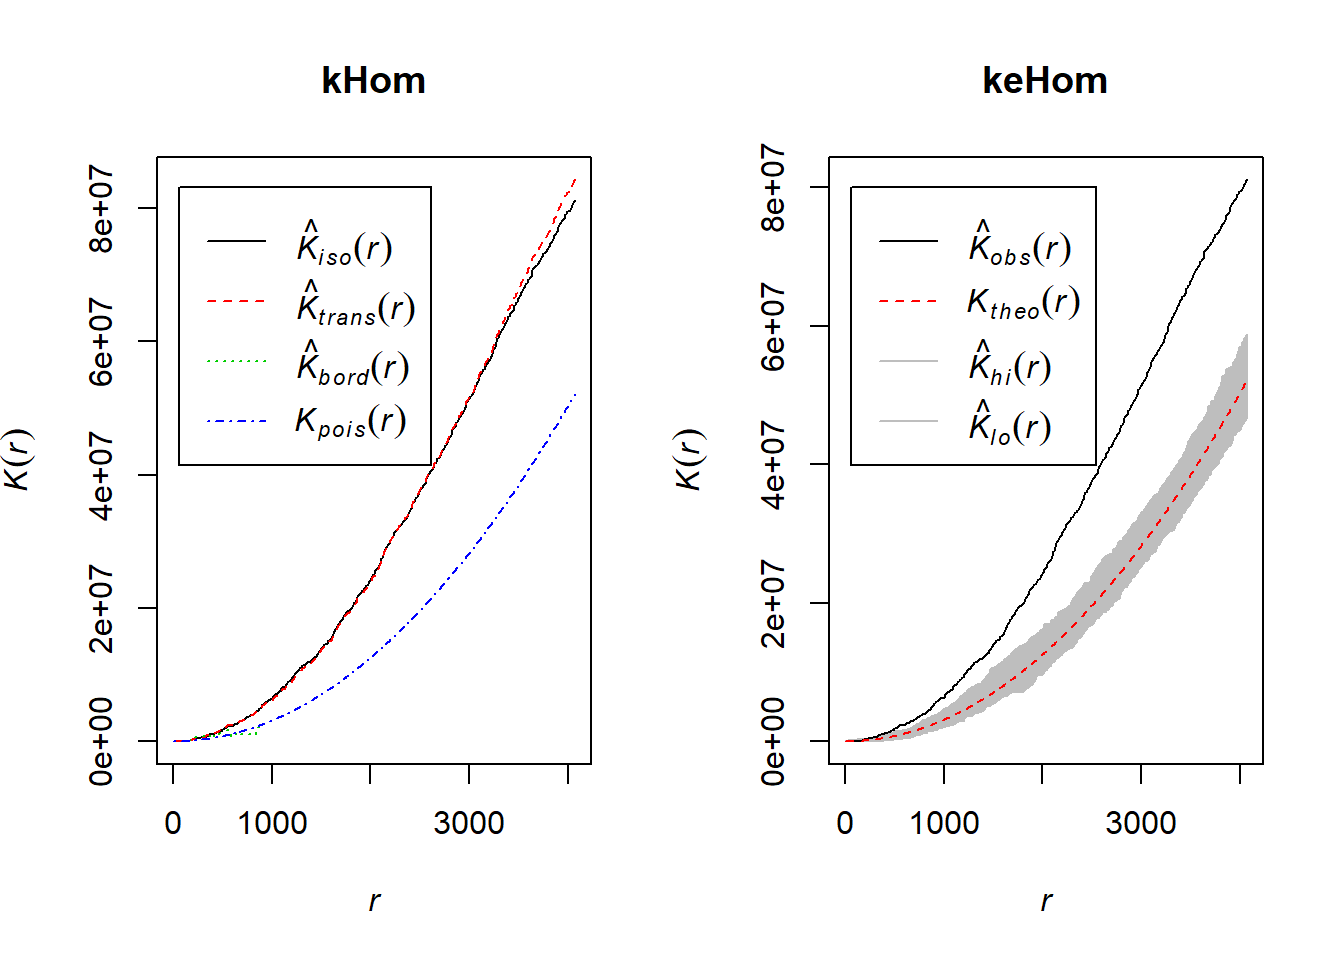 kHom
K(r)
8e+07
6e+07
4e+07
2e+07
0e+00
K̂iso(r)
K̂trans(r)
K̂bord(r)
Kpois(r)
0 1000 3000
r
keHom
K(r)
8e+07
6e+07
4e+07
2e+07
0e+00
K̂obs(r)
Ktheo(r)
K̂hi(r)
K̂lo(r)
0 1000 3000
r